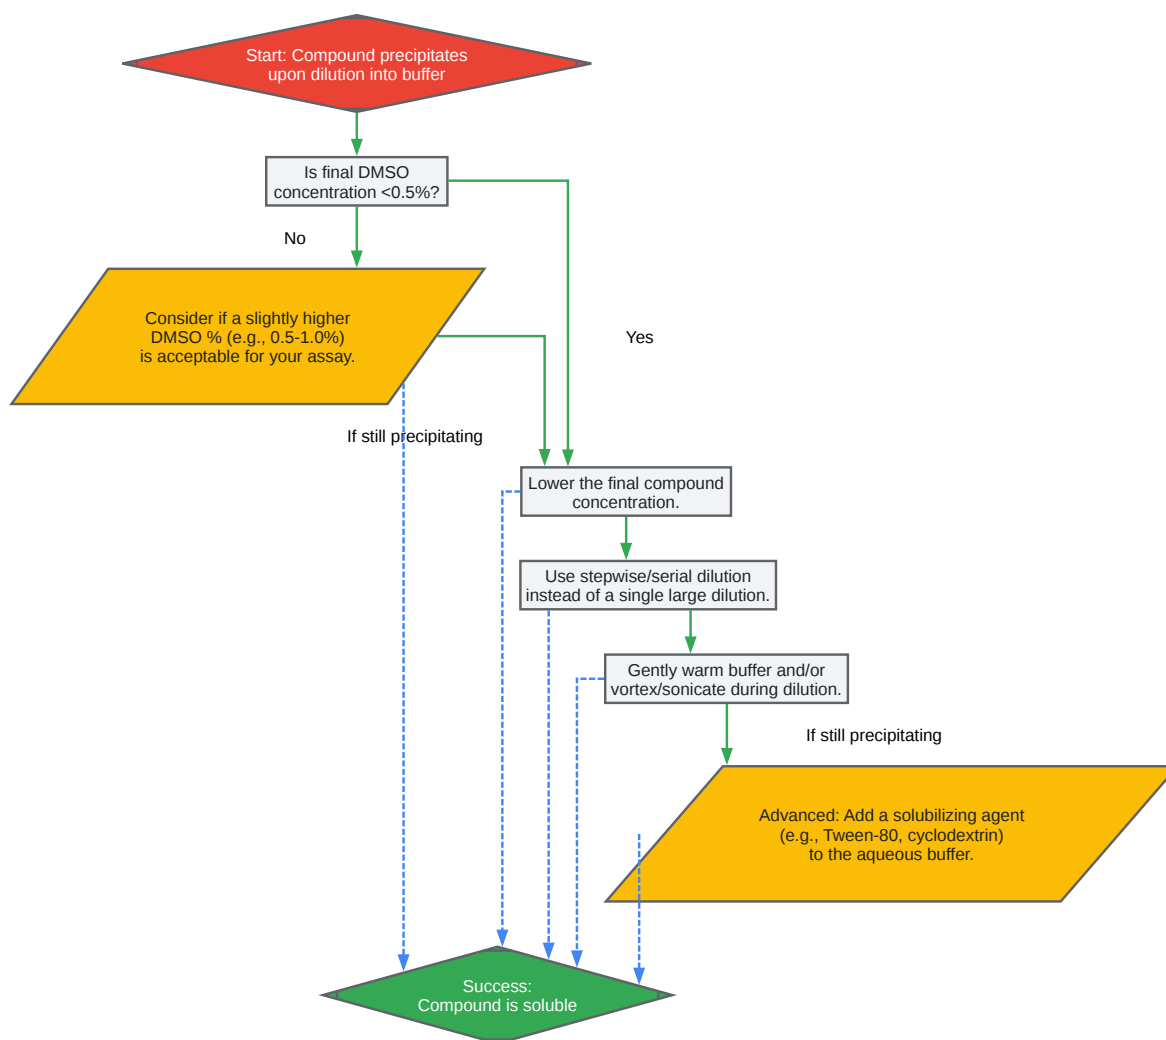 Start: Compound precipitates
upon dilution into buffer
Is final DMSO
concentration <0.5%?
No
Consider if a slightly higher
DMSO % (e.g., 0.5-1.0%)
is acceptable for your assay.
Yes
If still precipitating
Lower the final compound
concentration.
Use stepwise/serial dilution
instead of a single large dilution.
Gently warm buffer and/or
vortex/sonicate during dilution.
If still precipitating
Advanced: Add a solubilizing agent
(e.g., Tween-80, cyclodextrin)
to the aqueous buffer.
Success:
Compound is soluble